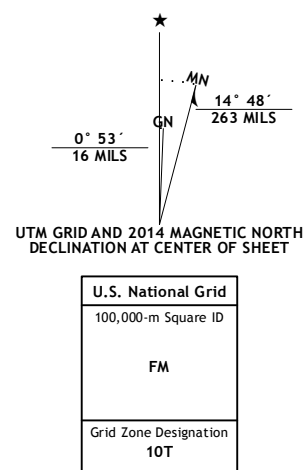 MN
GN
14° 48´
263 MILS
0° 53´
16 MILS
UTM GRID AND 2014 MAGNETIC NORTH
DECLINATION AT CENTER OF SHEET
U.S. National Grid
100,000-m Square ID
FM
Grid Zone Designation
10T